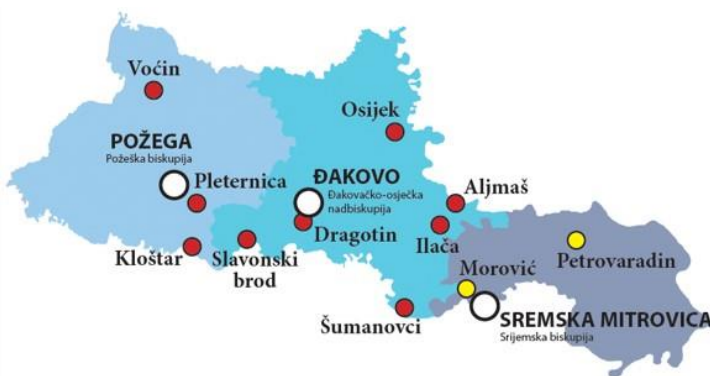 Voćin
Osijek
POŽEGA
Požeška biskupija
ĐAKOVO
Đakovačko-osječka
nadbiskupija
Pleternica
Aljmaš
Dragotin
Ilača
Kloštar
Slavonski
brod
Morović
Petrovaradin
Šumanovci
SREMSKA MITROVICA
Srijemska biskupija